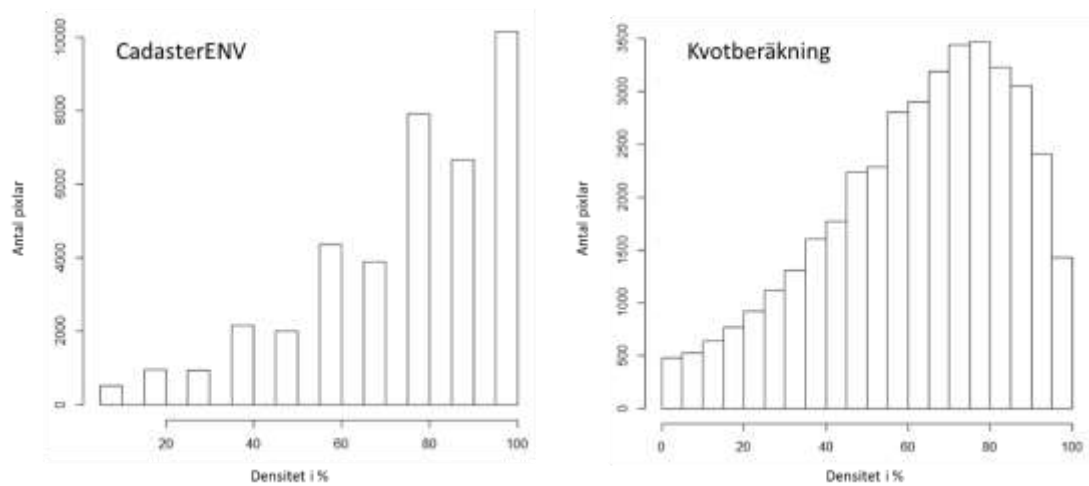 CadasterENV
Antal pixlar
10000
8000
6000
4000
2000
0
20 40 60 80 100
Densitet i %
Kvotberäkning
Antal pixlar
3500
3000
2500
2000
1500
1000
500
0
0 20 40 60 80 100
Densitet i %